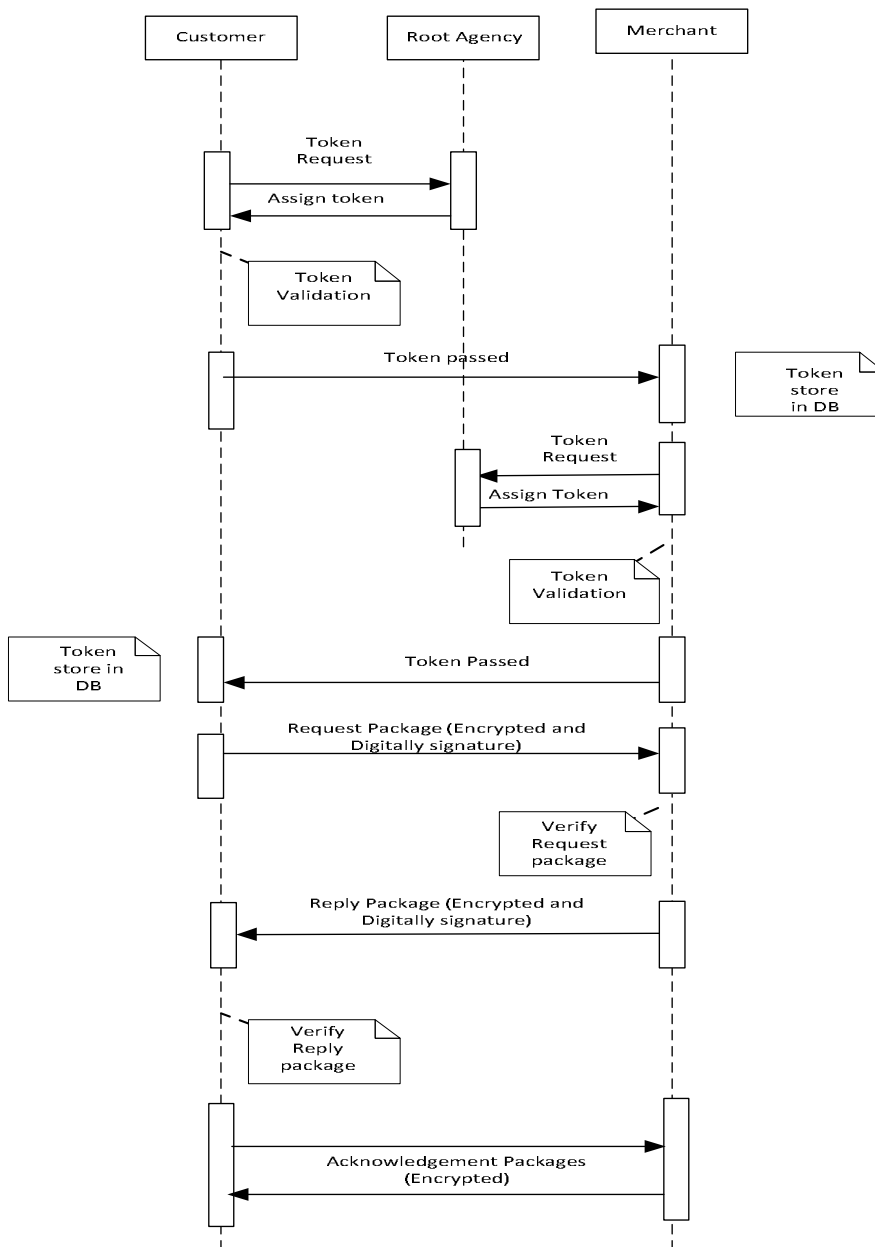 Customer
Root Agency
Merchant
Token
Request
Assign token
Token
Validation
Token passed
Token
store
in DB
Token
Request
Assign Token
Token
Validation
Token
store in
DB
Token Passed
Request Package (Encrypted and
Digitally signature)
Verify
Request
package
Reply Package (Encrypted and
Digitally signature)
Verify
Reply
package
Acknowledgement Packages
(Encrypted)